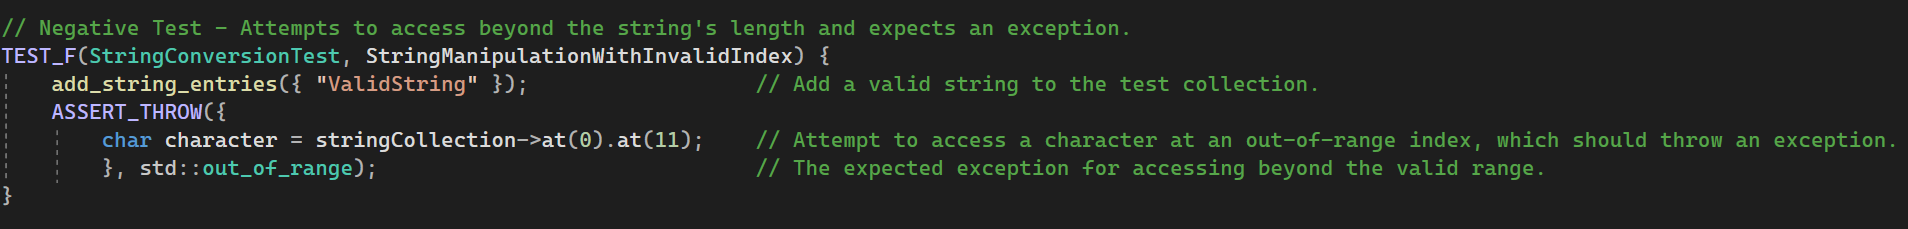 // Negative Test - Attempts to access beyond the string's length and expects an exception.
TEST_F(StringConversionTest, StringManipulationWithInvalidIndex) {
    add_string_entries({ "ValidString" });                  // Add a valid string to the test collection.
    ASSERT_THROW({
        char character = stringCollection->at(0).at(11);    // Attempt to access a character at an out-of-range index, which should throw an exception.
        }, std::out_of_range);                              // The expected exception for accessing beyond the valid range.
}